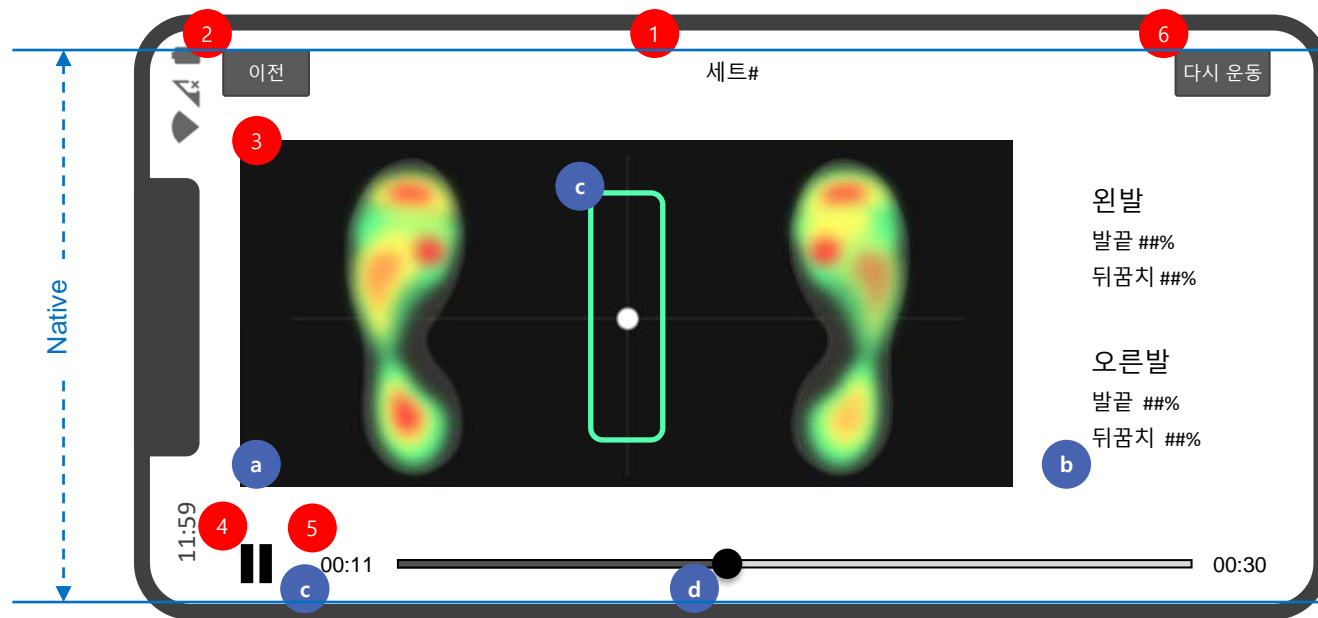 2
1
6
이전
세트#
다시 운동
3
c
왼발
발끝 ##%
뒤꿈치 ##%
Native
오른발
발끝 ##%
뒤꿈치 ##%
a
b
11:59
4
5
00:11
00:30
c
d